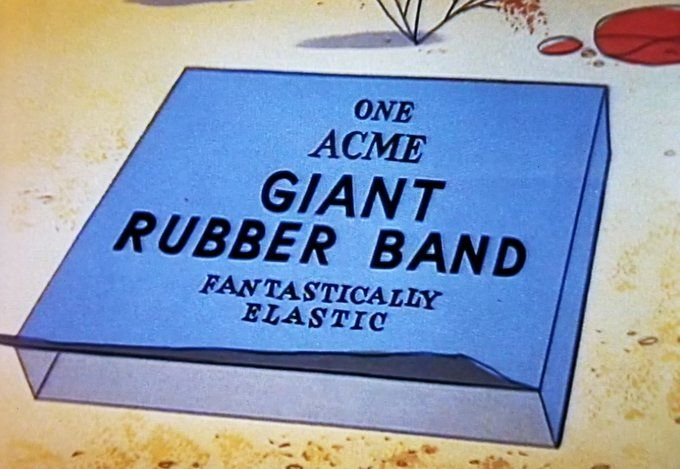 ONE
ACME
GIANT
RUBBER BAND
FANTASTICALLY
ELASTIC